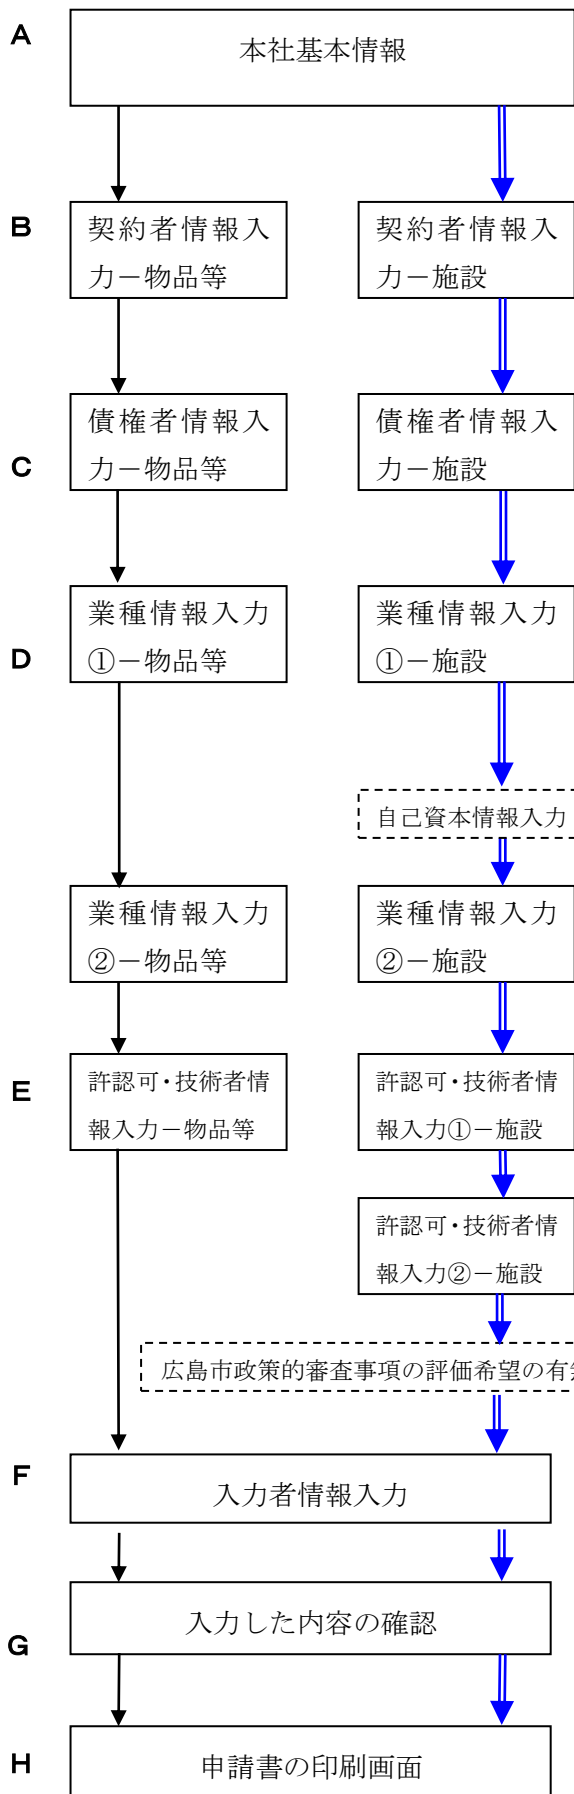 A
本社基本情報
B
契約者情報入
力－物品等
契約者情報入
力－施設
C
債権者情報入
力－物品等
債権者情報入
力－施設
D
業種情報入力
①－物品等
業種情報入力
①－施設
自己資本情報入力
業種情報入力
②－物品等
業種情報入力
②－施設
E
許認可・技術者情
報入力－物品等
許認可・技術者情
報入力①－施設
許認可・技術者情
報入力②－施設
広島市政策的審査事項の評価希望の有
F
入力者情報入力
G
入力した内容の確認
H
申請書の印刷画面